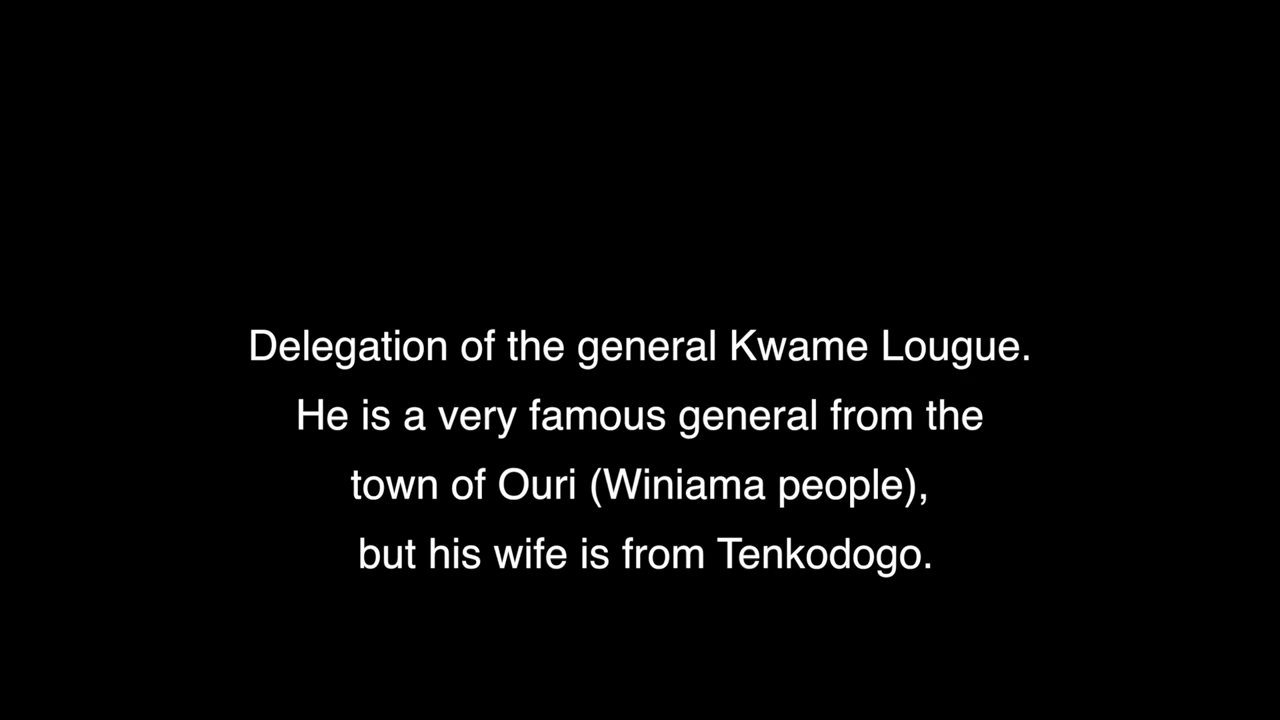 Delegation of the general Kwame Lougue.
He is a very famous general from the
town of Ouri (Winiama people),
but his wife is from Tenkodogo.